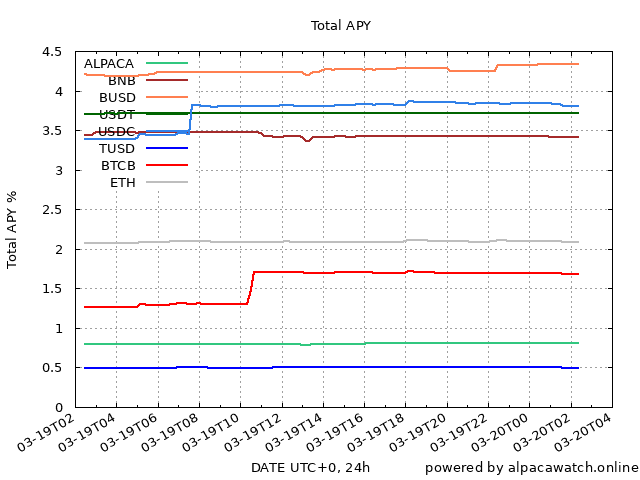 Total APY
Total APY %
4.5
4
3.5
3
2.5
2
1.5
1
0.5
0
ALPACA
BNB
BUSD
USDT
USDC
TUSD
BTCB
ETH
03-19T02
03-19T04
03-19T06
03-19T08
03-19T10
03-19T12
03-19T14
03-19T16
03-19T18
03-19T20
03-19T22
03-20T00
03-20T02
03-20T04
DATE UTC+0, 24h
powered by alpacawatch.online